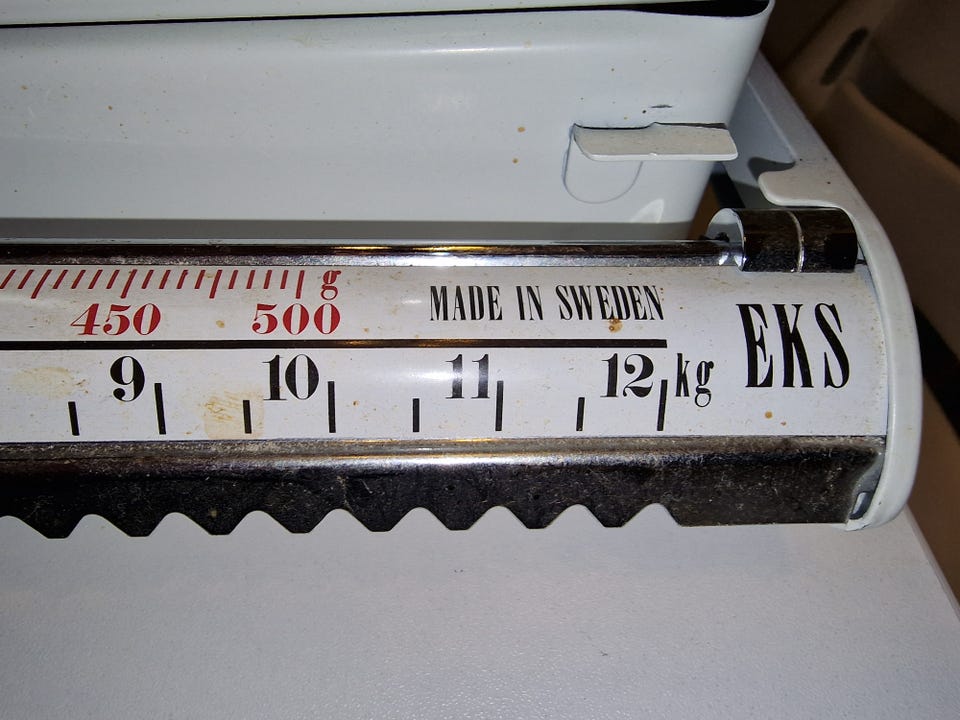 g
450 500
MADE IN SWEDEN
EKS
9 10 11 12 kg